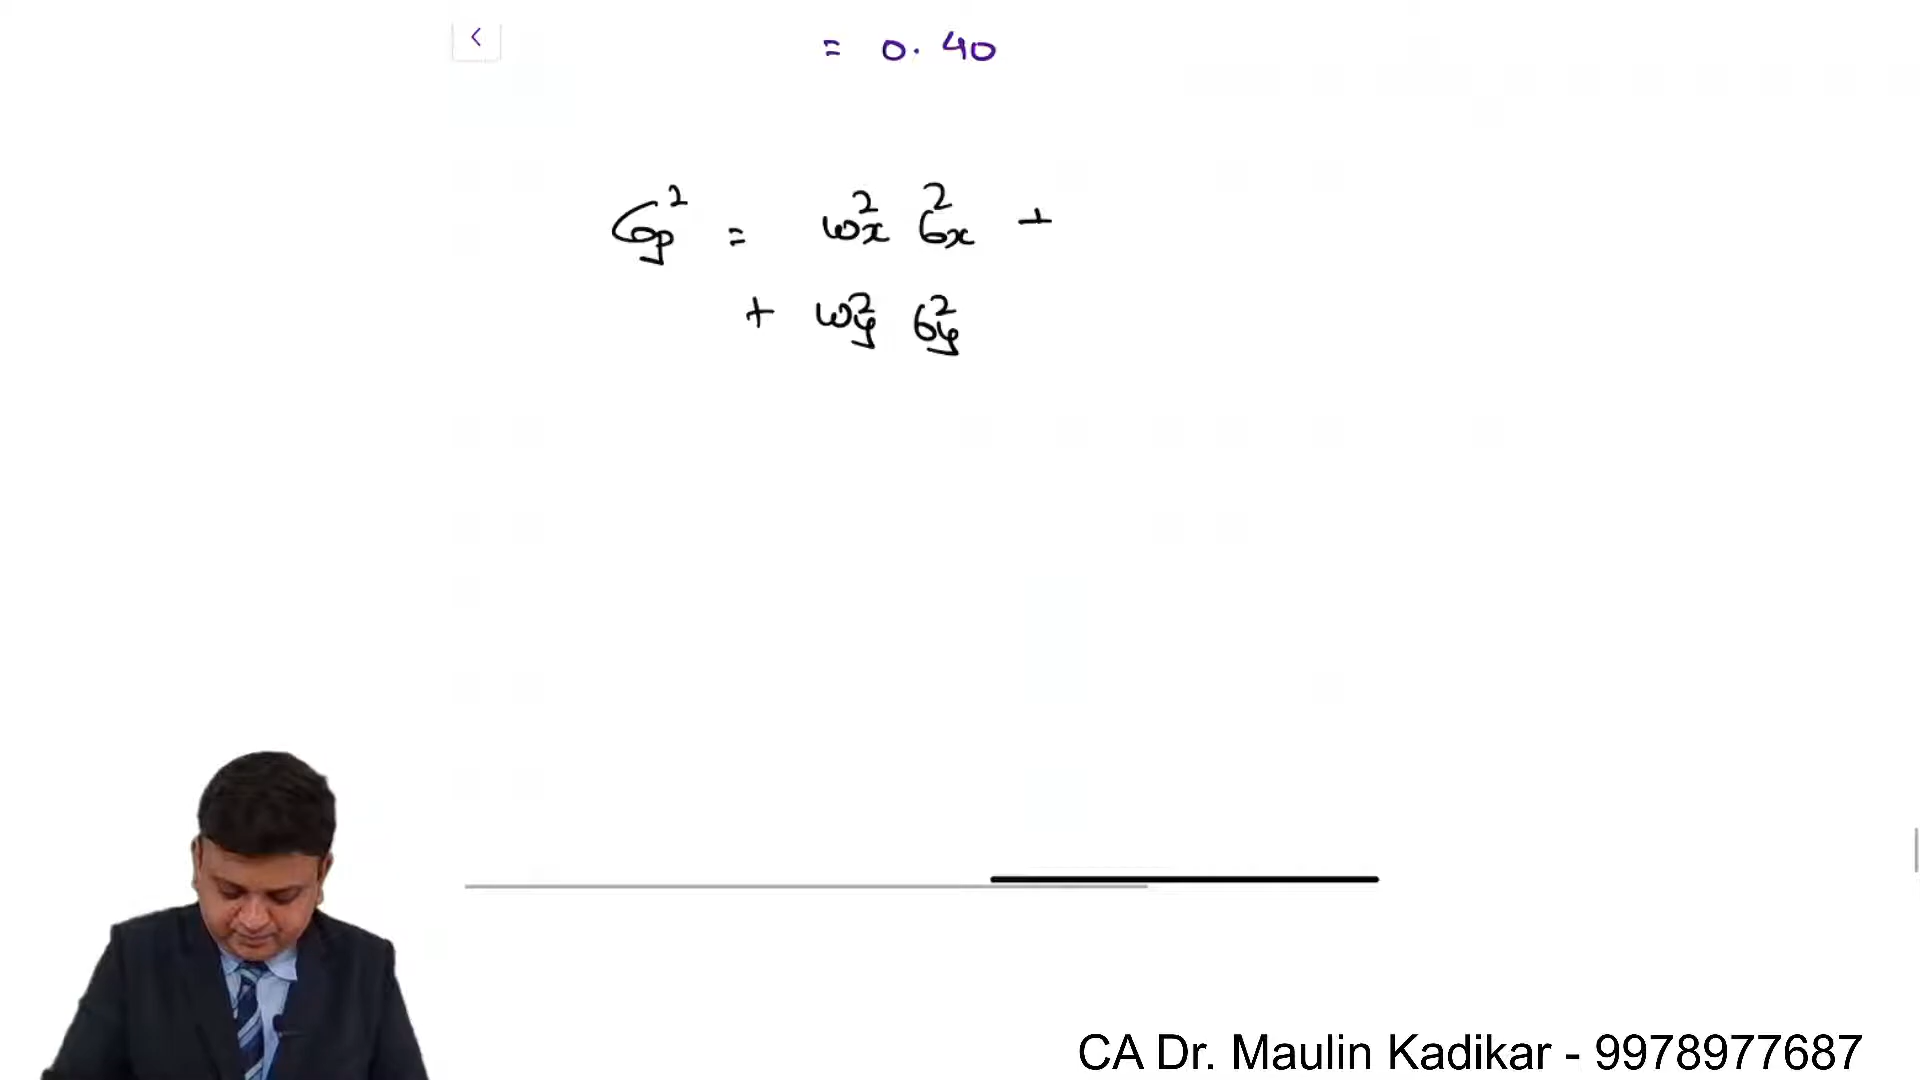 = 0.40
σp² = wx² σx² +
+ wy² σy²
CA Dr. Maulin Kadikar - 9978977687